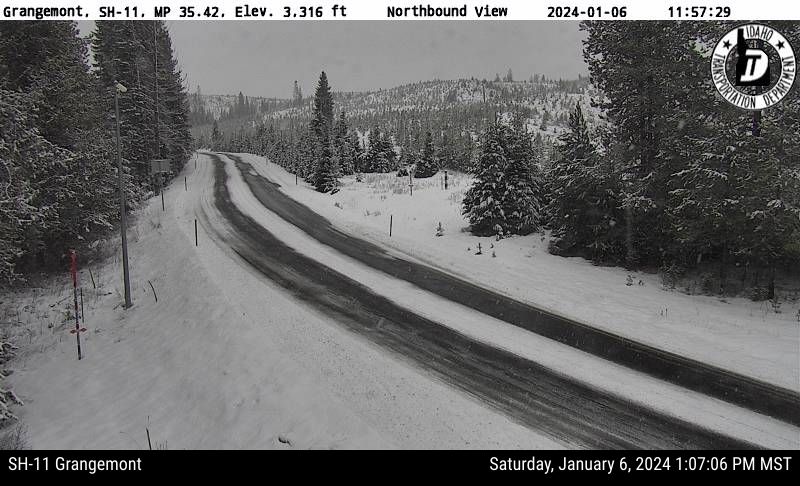 Grangemont, SH-11, MP 35.42, Elev. 3,316 ft Northbound View 2024-01-06 11:57:29
IDAHO
TRANSPORTATION DEPARTMENT
SH-11 Grangemont Saturday, January 6, 2024 1:07:06 PM MST